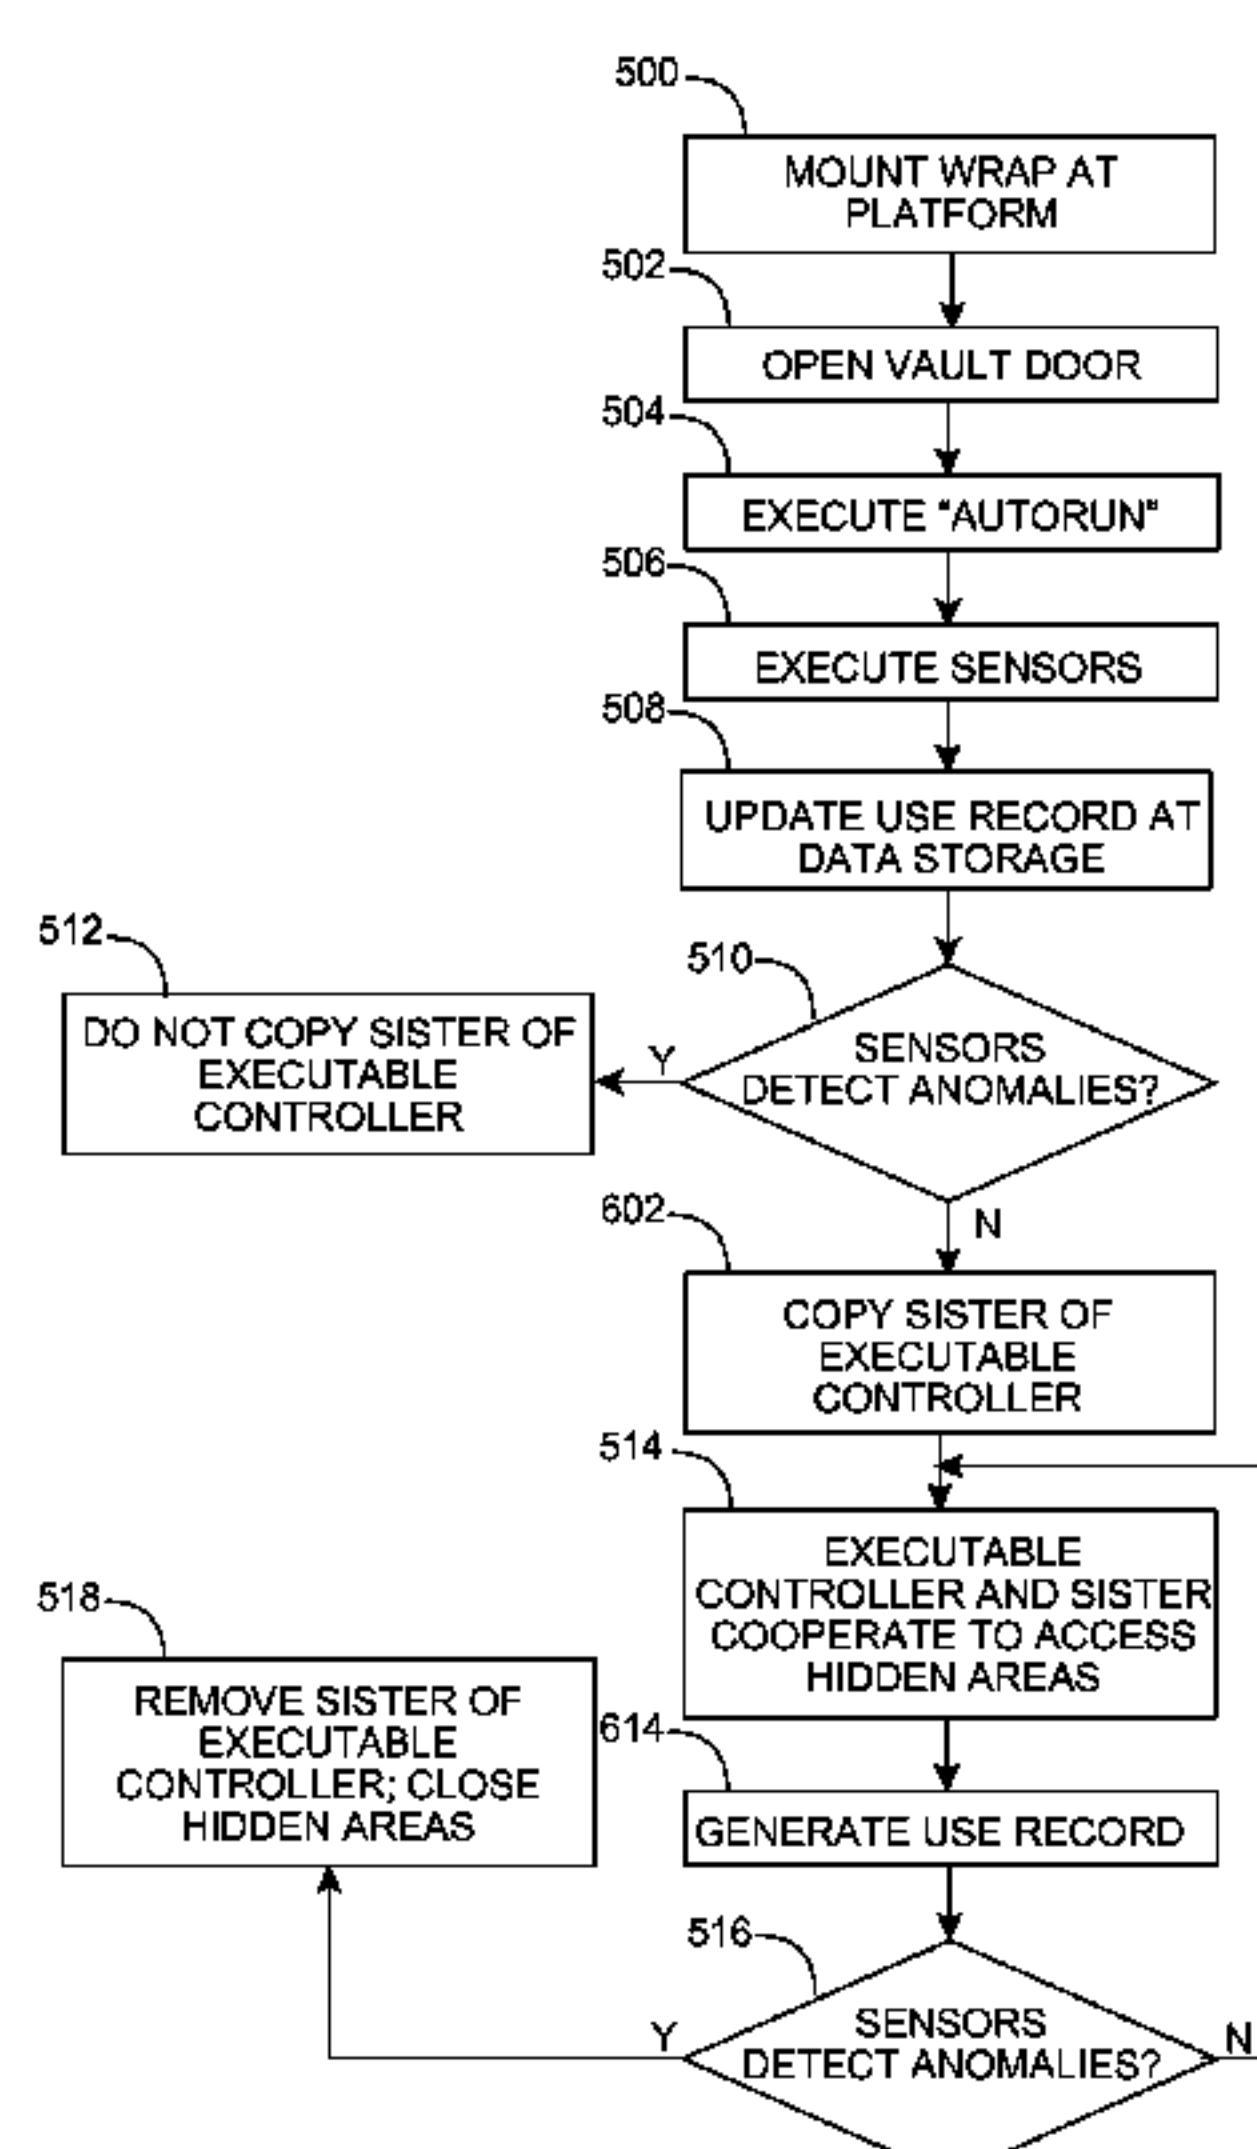 500
MOUNT WRAP AT
PLATFORM
502
OPEN VAULT DOOR
504
EXECUTE "AUTORUN"
506
EXECUTE SENSORS
508
UPDATE USE RECORD AT
DATA STORAGE
510
SENSORS
DETECT ANOMALIES?
Y
512
DO NOT COPY SISTER OF
EXECUTABLE
CONTROLLER
N
602
COPY SISTER OF
EXECUTABLE
CONTROLLER
514
EXECUTABLE
CONTROLLER AND SISTER
COOPERATE TO ACCESS
HIDDEN AREAS
614
GENERATE USE RECORD
516
SENSORS
DETECT ANOMALIES?
Y
N
518
REMOVE SISTER OF
EXECUTABLE
CONTROLLER; CLOSE
HIDDEN AREAS